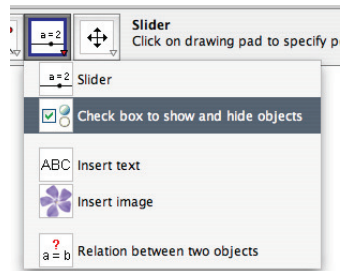 a=2
Slider
Click on drawing pad to specify p
a=2 Slider
Check box to show and hide objects
ABC Insert text
Insert image
?
a=b Relation between two objects